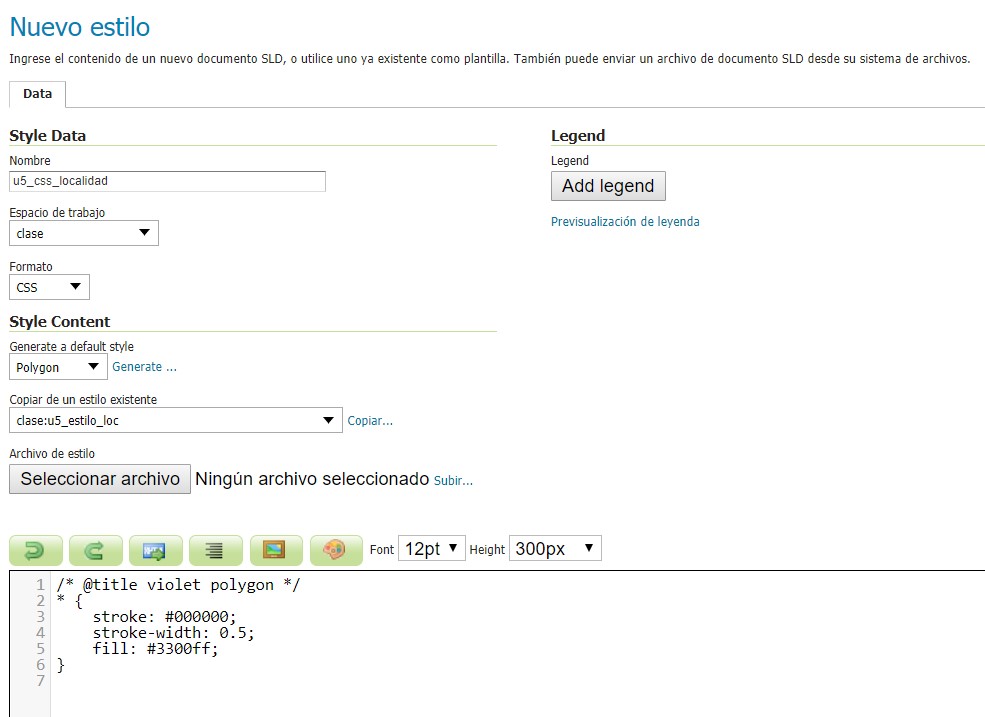 Nuevo estilo
Ingrese el contenido de un nuevo documento SLD, o utilice uno ya existente como plantilla. También puede enviar un archivo de documento SLD desde su sistema de archivos.
Data
Style Data
Nombre
u5_css_localidad
Espacio de trabajo
clase
Formato
CSS
Legend
Legend
Add legend
Previsualización de leyenda
Style Content
Generate a default style
Polygon Generate ...
Copiar de un estilo existente
clase:u5_estilo_loc Copiar...
Archivo de estilo
Seleccionar archivo Ningún archivo seleccionado Subir...
Font 12pt Height 300px
1 /* @title violet polygon */
2 * {
3 stroke: #000000;
4 stroke-width: 0.5;
5 fill: #3300ff;
6 }
7